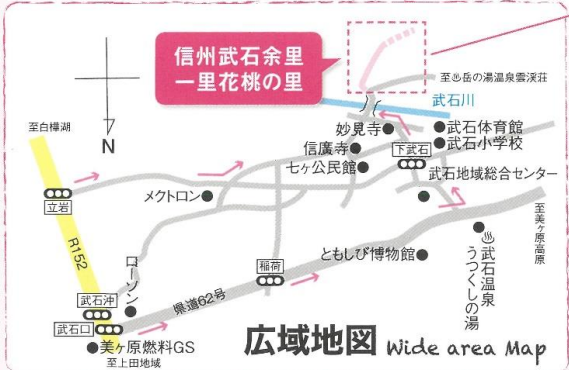 信州武石余里
一里花桃の里
至♨岳の湯温泉雲渓荘
武石川
至白樺湖
N
妙見寺
武石体育館
信廣寺
下武石
武石小学校
七ヶ公民館
武石地域総合センター
立岩
メクトロン
至美ヶ原高原
R152
ローソン
稲荷
ともしび博物館
♨武石温泉
うつくしの湯
武石沖
県道62号
武石口
美ヶ原燃料GS
至上田地域
広域地図 Wide area Map